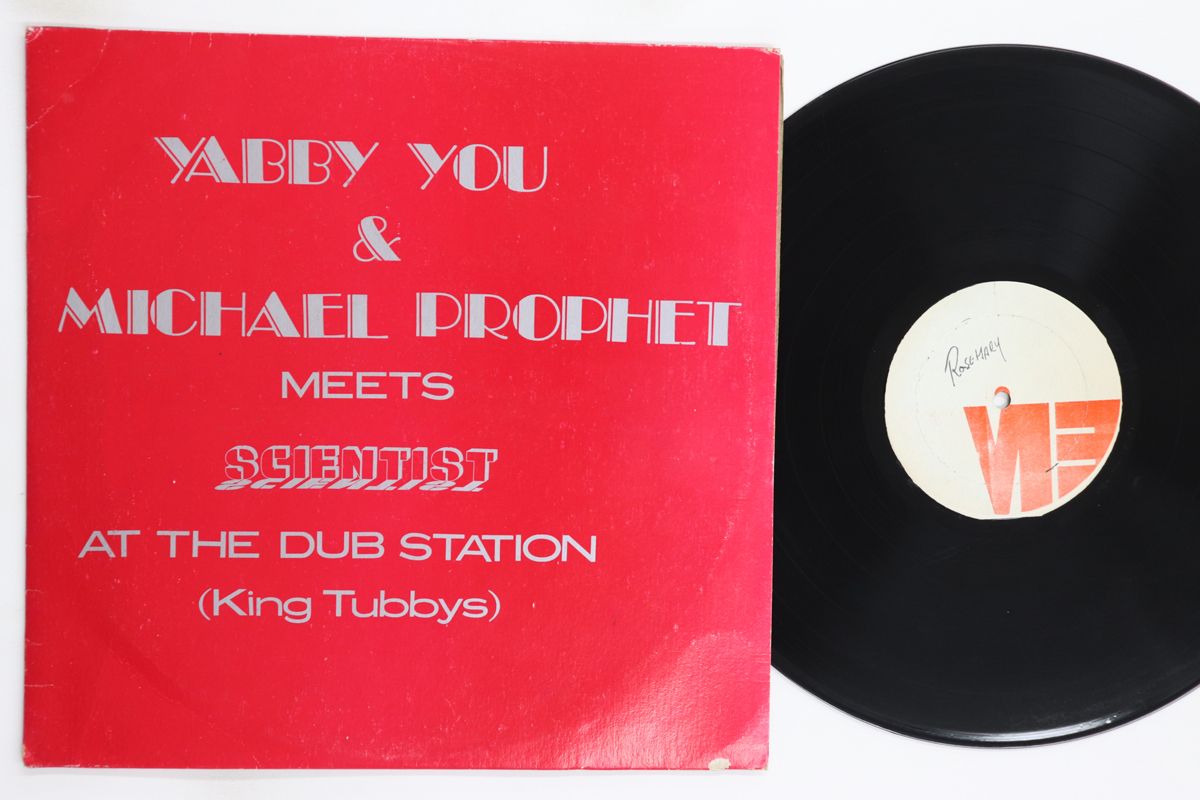 YABBY YOU
&
MICHAEL PROPHET
MEETS
SCIENTIST
AT THE DUB STATION
(King Tubbys)
ROSEMARY